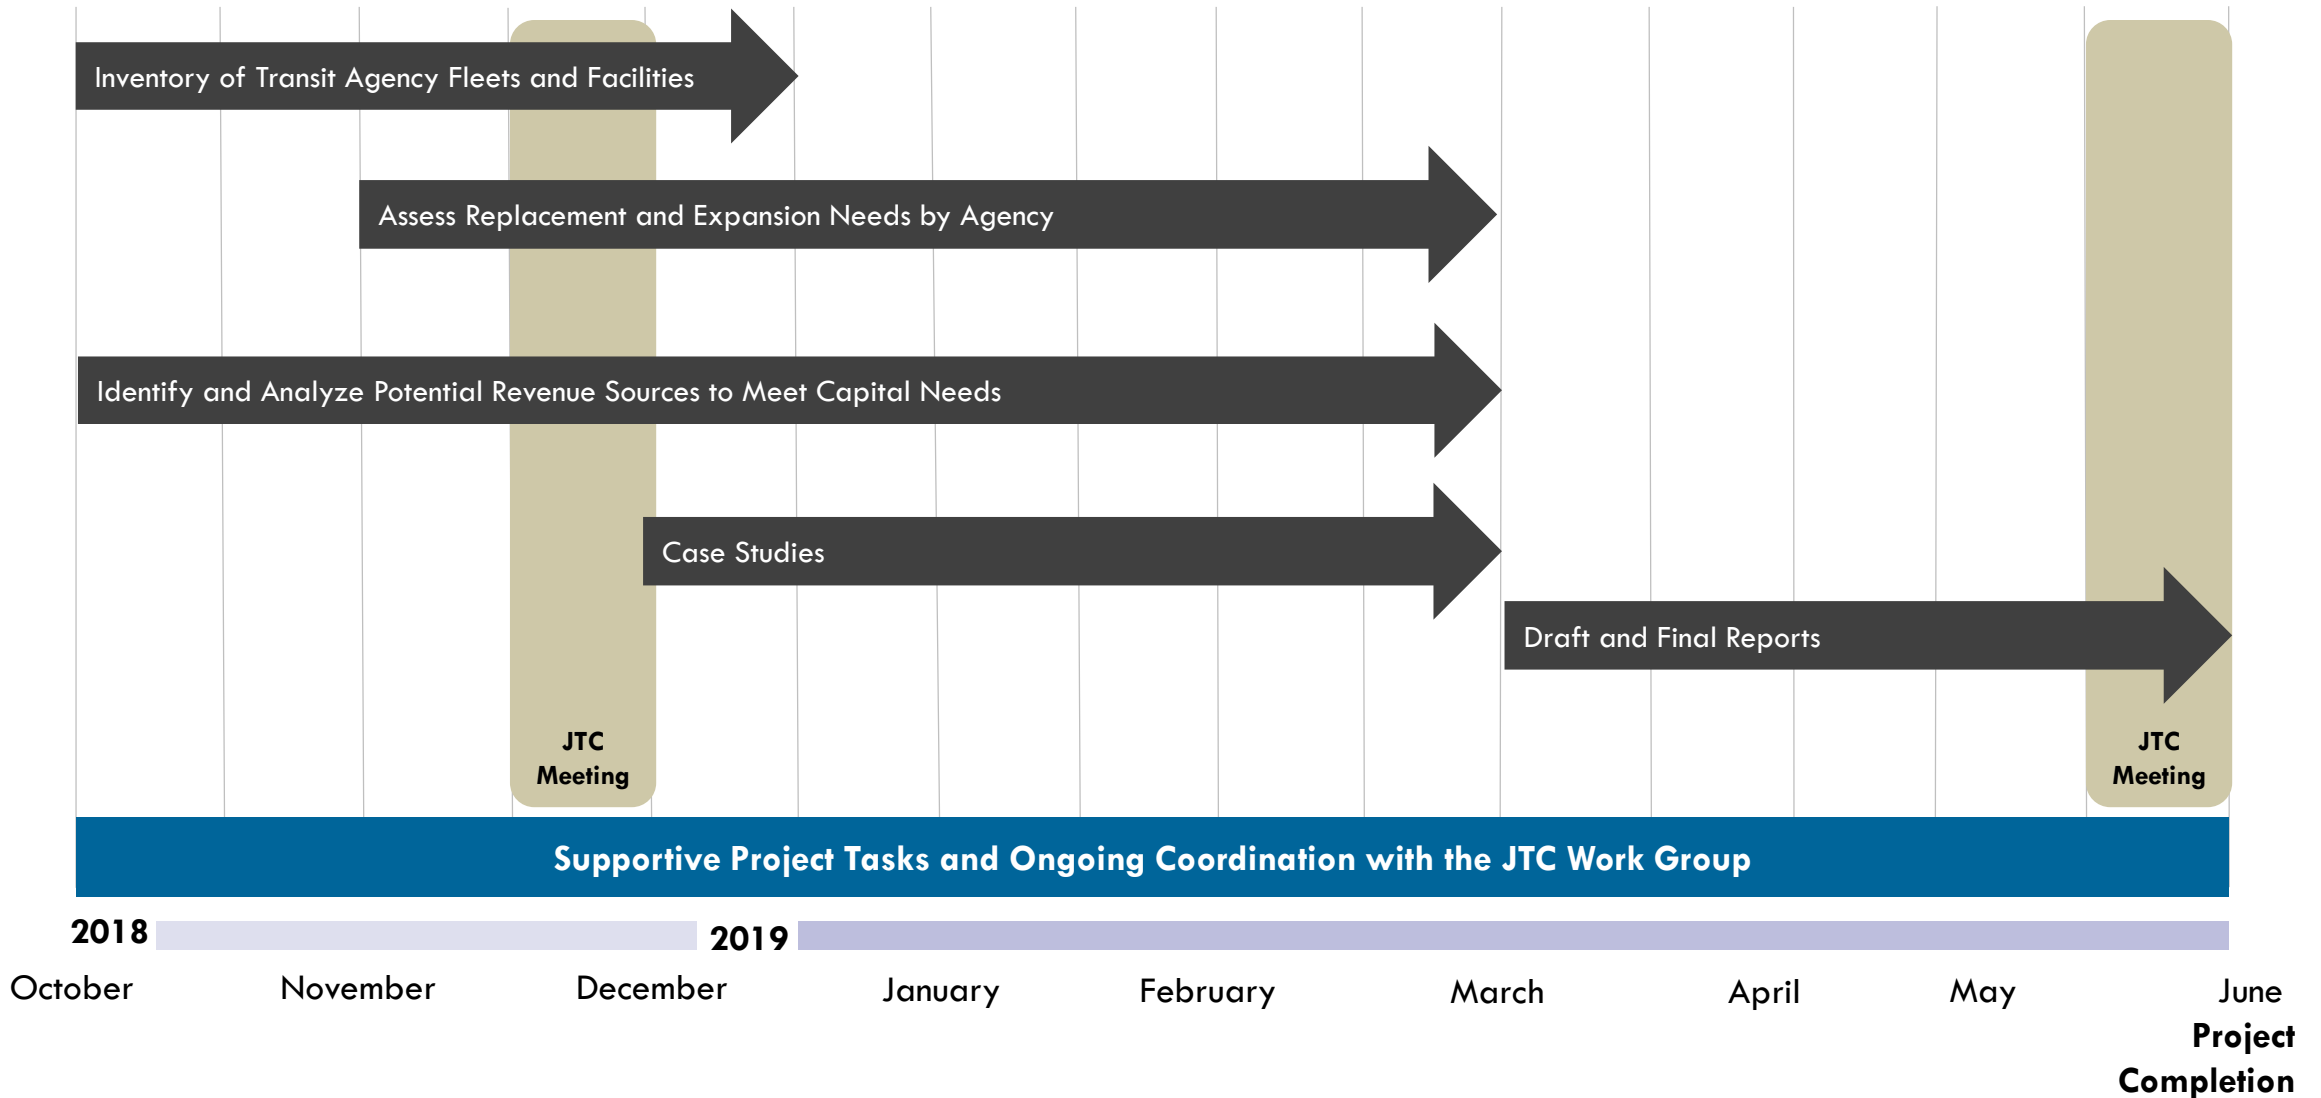 Inventory of Transit Agency Fleets and Facilities
Assess Replacement and Expansion Needs by Agency
Identify and Analyze Potential Revenue Sources to Meet Capital Needs
Case Studies
Draft and Final Reports
JTC
Meeting
JTC
Meeting
Supportive Project Tasks and Ongoing Coordination with the JTC Work Group
2018
2019
October
November
December
January
February
March
April
May
June
Project
Completion